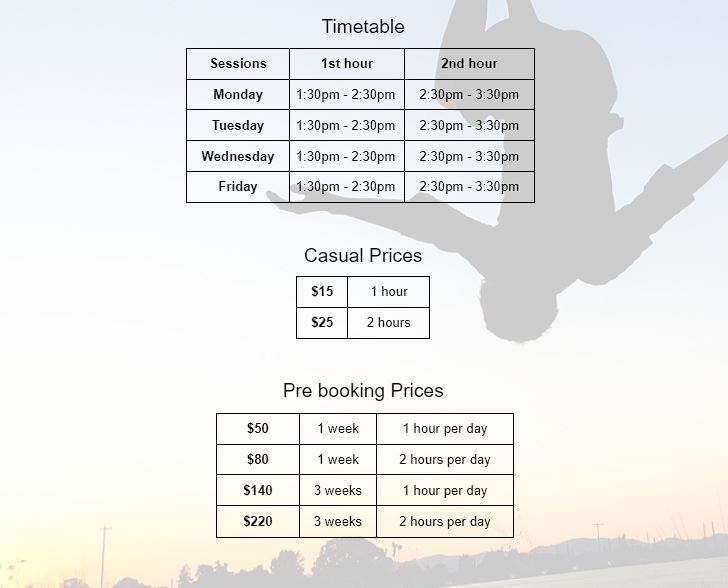 Timetable
Sessions 1st hour 2nd hour
Monday 1:30pm - 2:30pm 2:30pm - 3:30pm
Tuesday 1:30pm - 2:30pm 2:30pm - 3:30pm
Wednesday 1:30pm - 2:30pm 2:30pm - 3:30pm
Friday 1:30pm - 2:30pm 2:30pm - 3:30pm
Casual Prices
$15 1 hour
$25 2 hours
Pre booking Prices
$50 1 week 1 hour per day
$80 1 week 2 hours per day
$140 3 weeks 1 hour per day
$220 3 weeks 2 hours per day